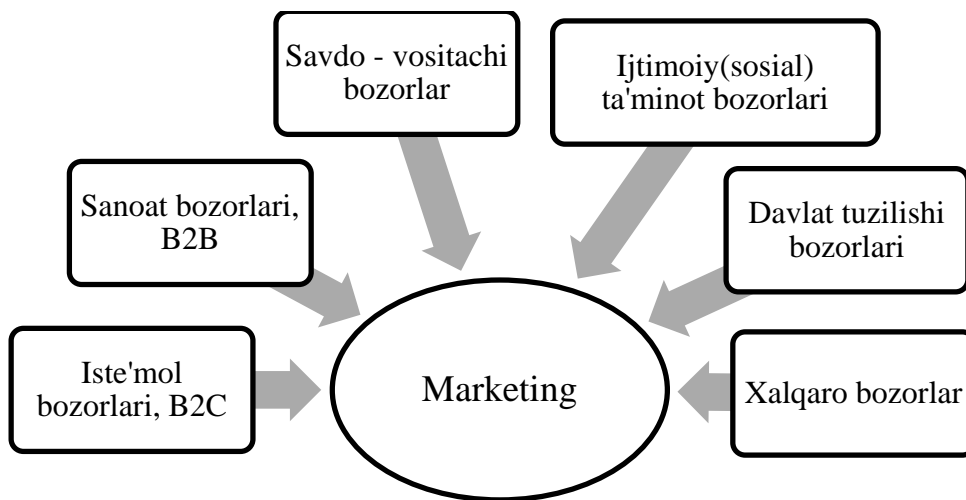 Savdo - vositachi
bozorlar
Ijtimoiy(sosial)
ta'minot bozorlari
Sanoat bozorlari,
B2B
Davlat tuzilishi
bozorlari
Iste'mol
bozorlari, B2C
Marketing
Xalqaro bozorlar